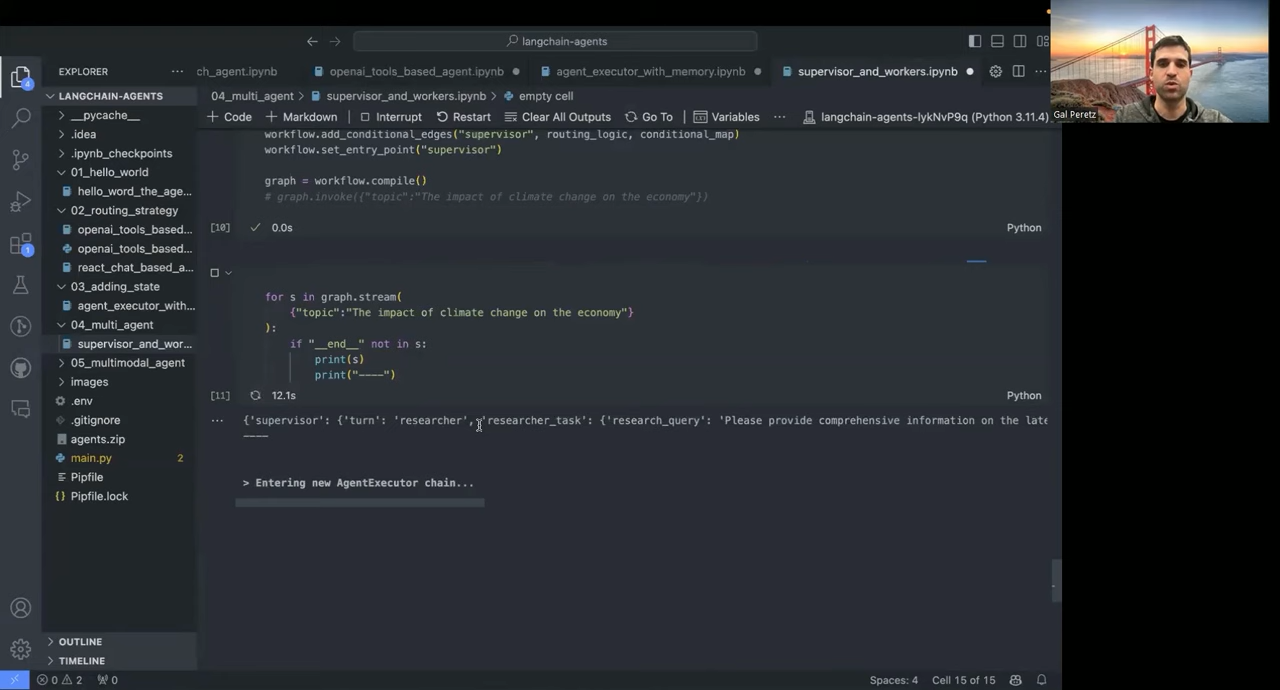 langchain-agents
EXPLORER
ch_agent.ipynb
openai_tools_based_agent.ipynb
agent_executor_with_memory.ipynb
supervisor_and_workers.ipynb
Gal Peretz
LANGCHAIN-AGENTS
04_multi_agent > supervisor_and_workers.ipynb > empty cell
+ Code + Markdown Interrupt Restart Clear All Outputs Go To Variables ... langchain-agents-lykNvP9q (Python 3.11.4)
__pycache__
.idea
.ipynb_checkpoints
01_hello_world
hello_word_the_age...
02_routing_strategy
openai_tools_based...
openai_tools_based...
react_chat_based_a...
03_adding_state
agent_executor_with...
04_multi_agent
supervisor_and_wor...
05_multimodal_agent
images
.env
.gitignore
agents.zip
main.py 2
Pipfile
Pipfile.lock
OUTLINE
TIMELINE
4
1
workflow.add_conditional_edges("supervisor", routing_logic, conditional_map)
workflow.set_entry_point("supervisor")
graph = workflow.compile()
# graph.invoke({"topic":"The impact of climate change on the economy"})
[10] 0.0s Python
for s in graph.stream(
{"topic":"The impact of climate change on the economy"}
):
if "__end__" not in s:
print(s)
print("----")
[11] 12.1s Python
... {'supervisor': {'turn': 'researcher', 'researcher_task': {'research_query': 'Please provide comprehensive information on the late
----
> Entering new AgentExecutor chain...
0 2 0 Spaces: 4 Cell 15 of 15